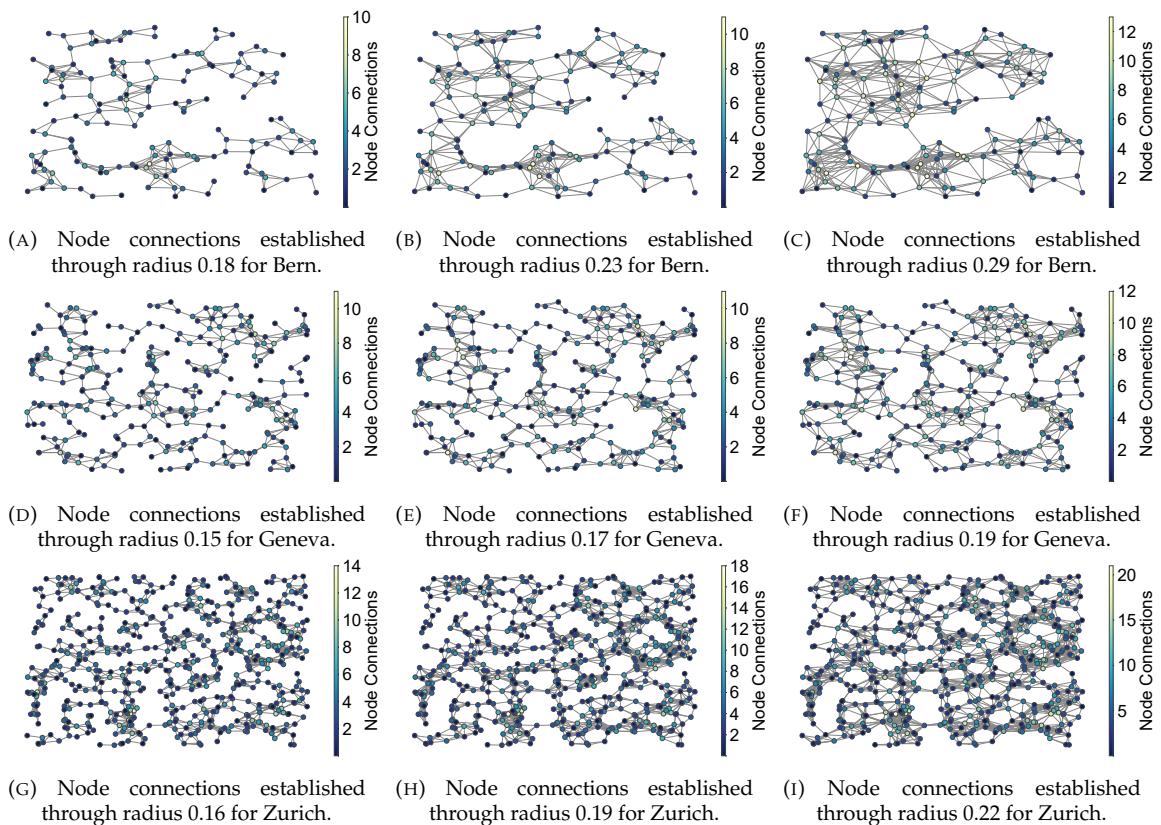 10
8
6
4
2
Node Connections
10
8
6
4
2
Node Connections
12
10
8
6
4
2
Node Connections
(A) Node connections established
through radius 0.18 for Bern.
(B) Node connections established
through radius 0.23 for Bern.
(C) Node connections established
through radius 0.29 for Bern.
10
8
6
4
2
Node Connections
10
8
6
4
2
Node Connections
12
10
8
6
4
2
Node Connections
(D) Node connections established
through radius 0.15 for Geneva.
(E) Node connections established
through radius 0.17 for Geneva.
(F) Node connections established
through radius 0.19 for Geneva.
14
12
10
8
6
4
2
Node Connections
18
16
14
12
10
8
6
4
2
Node Connections
20
15
10
5
Node Connections
(G) Node connections established
through radius 0.16 for Zurich.
(H) Node connections established
through radius 0.19 for Zurich.
(I) Node connections established
through radius 0.22 for Zurich.